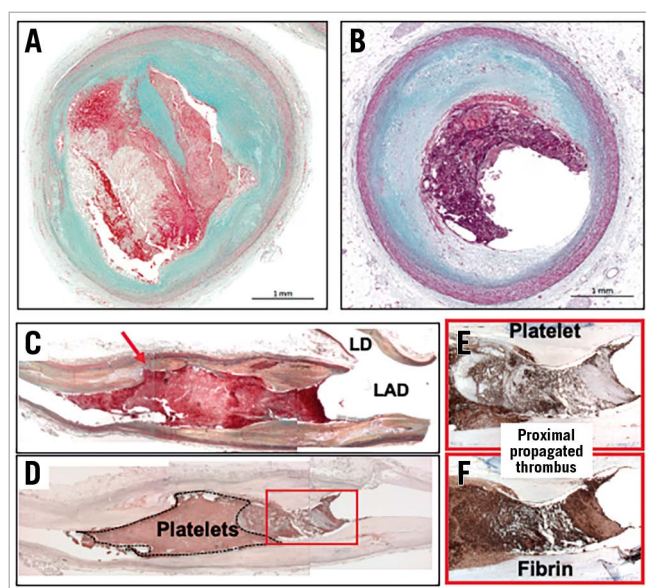 A
1 mm
B
1 mm
C
LD
LAD
D
Platelets
E
Platelet
Proximal
propagated
thrombus
F
Fibrin